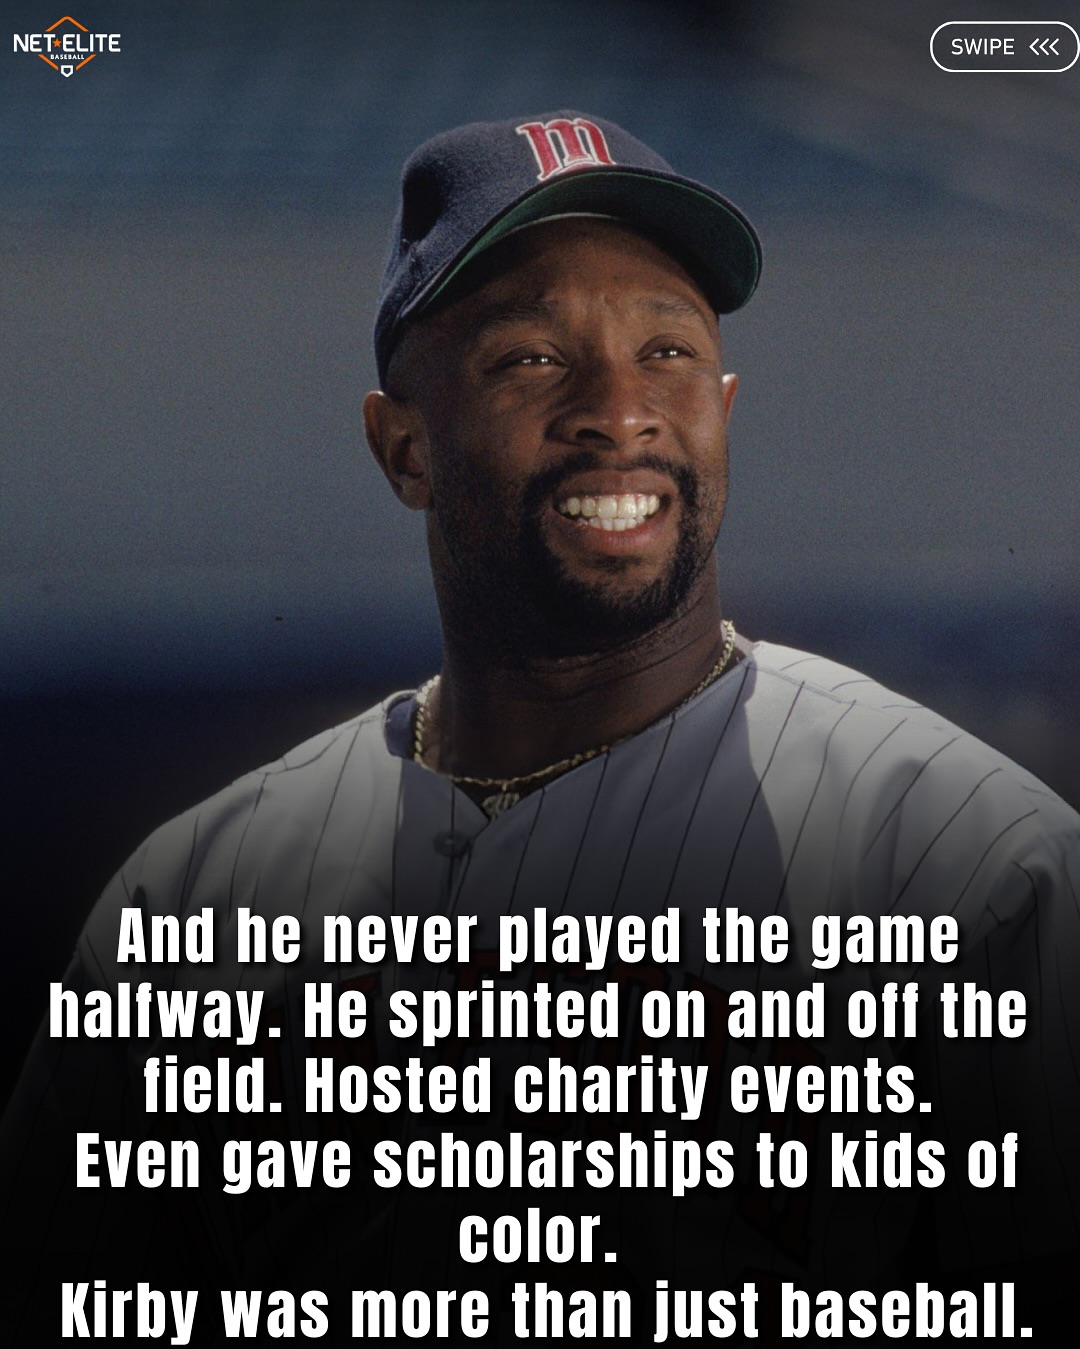 NET★ELITE
BASEBALL
SWIPE
m
And he never played the game
halfway. He sprinted on and off the
field. Hosted charity events.
Even gave scholarships to kids of
color.
Kirby was more than just baseball.